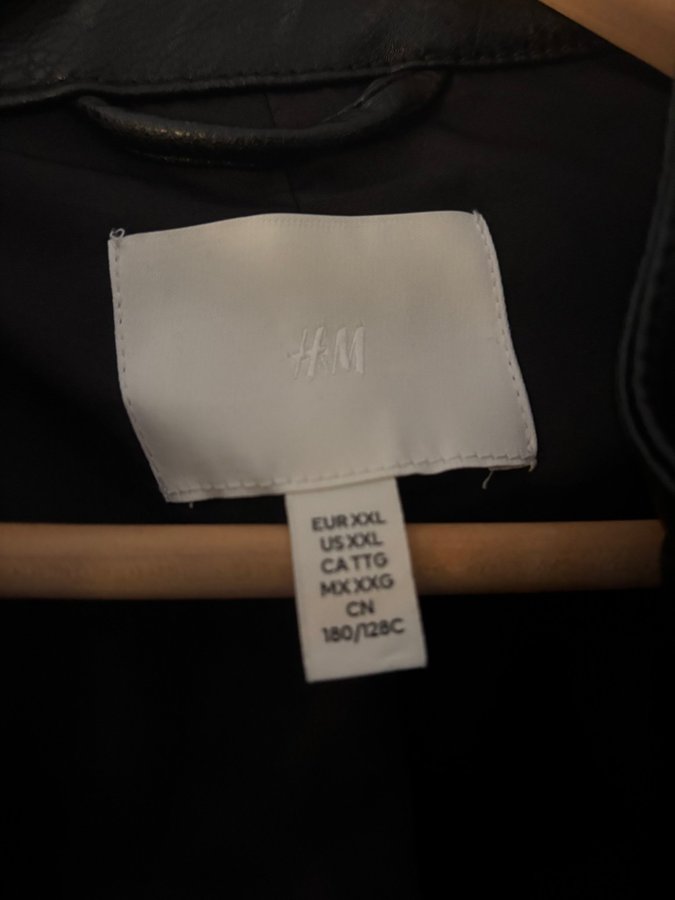 H&M
EUR XXL
US XXL
CA TTG
MX XXG
CN
180/128C